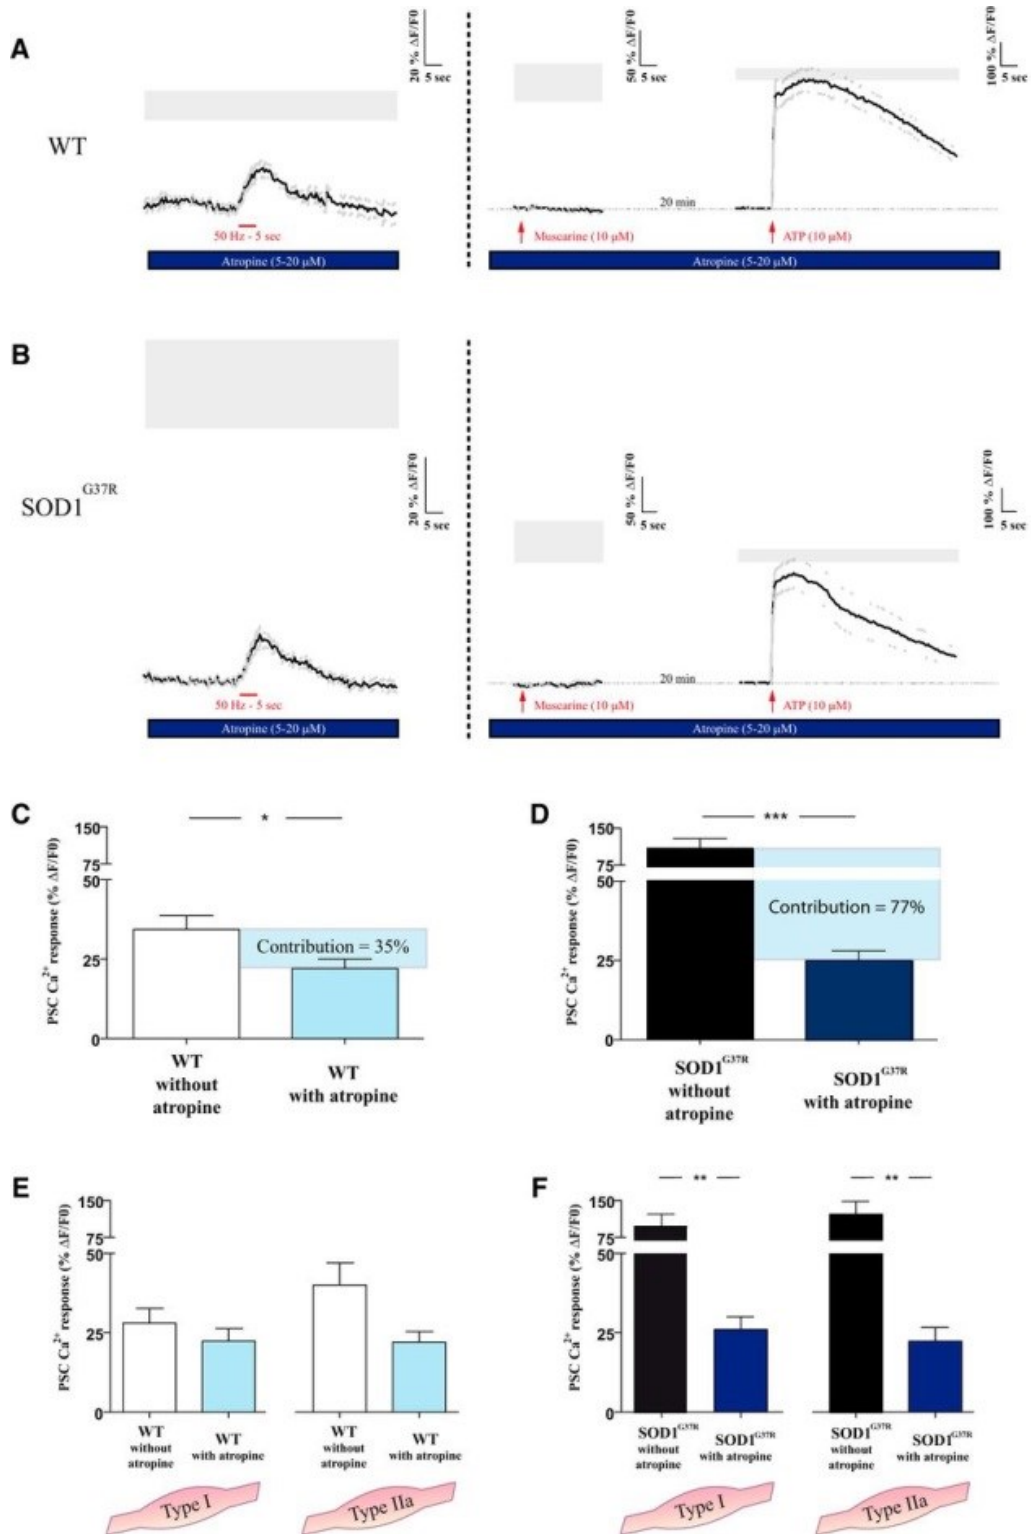 A
WT
20 % ΔF/F0
5 sec
50 % ΔF/F0
5 sec
100 % ΔF/F0
5 sec
20 min
50 Hz - 5 sec
Muscarine (10 μM)
ATP (10 μM)
Atropine (5-20 μM)
Atropine (5-20 μM)
B
SOD1G37R
20 % ΔF/F0
5 sec
50 % ΔF/F0
5 sec
100 % ΔF/F0
5 sec
20 min
50 Hz - 5 sec
Muscarine (10 μM)
ATP (10 μM)
Atropine (5-20 μM)
Atropine (5-20 μM)
C
PSC Ca2+ response (% ΔF/F0)
150
75
50
25
0
*
Contribution = 35%
WT
without
atropine
WT
with atropine
D
PSC Ca2+ response (% ΔF/F0)
150
75
50
25
0
***
Contribution = 77%
SOD1G37R
without
atropine
SOD1G37R
with atropine
E
PSC Ca2+ response (% ΔF/F0)
150
75
50
25
0
WT
without
atropine
WT
with atropine
WT
without
atropine
WT
with atropine
Type I
Type IIa
F
PSC Ca2+ response (% ΔF/F0)
150
75
50
25
0
**
**
SOD1G37R
without
atropine
SOD1G37R
with atropine
SOD1G37R
without
atropine
SOD1G37R
with atropine
Type I
Type IIa